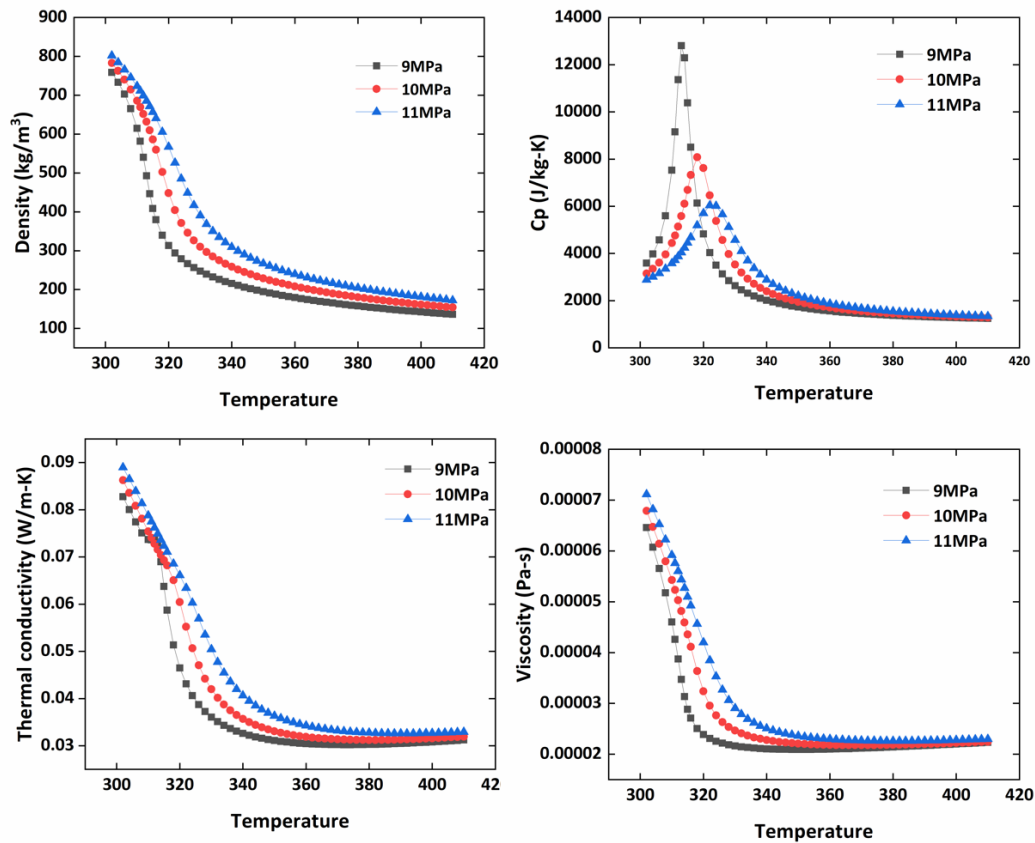 900
800
700
600
500
400
300
200
100
300 320 340 360 380 400 420
Density (kg/m³)
Temperature
9MPa
10MPa
11MPa
14000
12000
10000
8000
6000
4000
2000
0
300 320 340 360 380 400 420
Cp (J/kg-K)
Temperature
9MPa
10MPa
11MPa
0.09
0.08
0.07
0.06
0.05
0.04
0.03
300 320 340 360 380 400 42
Thermal conductivity (W/m-K)
Temperature
9MPa
10MPa
11MPa
0.00008
0.00007
0.00006
0.00005
0.00004
0.00003
0.00002
300 320 340 360 380 400 420
Viscosity (Pa-s)
Temperature
9MPa
10MPa
11MPa